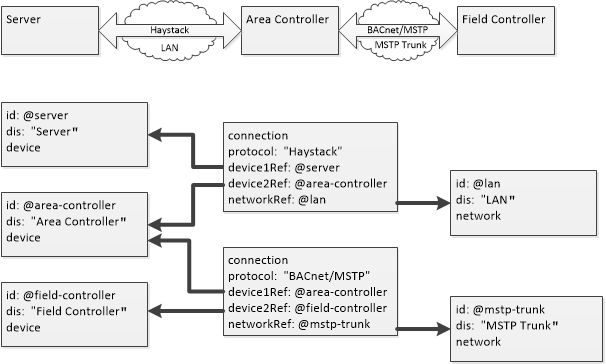 Server
Haystack
LAN
Area Controller
BACnet/MSTP
MSTP Trunk
Field Controller
id: @server
dis: "Server"
device
connection
protocol: "Haystack"
device1Ref: @server
device2Ref: @area-controller
networkRef: @lan
id: @lan
dis: "LAN"
network
id: @area-controller
dis: "Area Controller"
device
connection
protocol: "BACnet/MSTP"
device1Ref: @area-controller
device2Ref: @field-controller
networkRef: @mstp-trunk
id: @field-controller
dis: "Field Controller"
device
id: @mstp-trunk
dis: "MSTP Trunk"
network